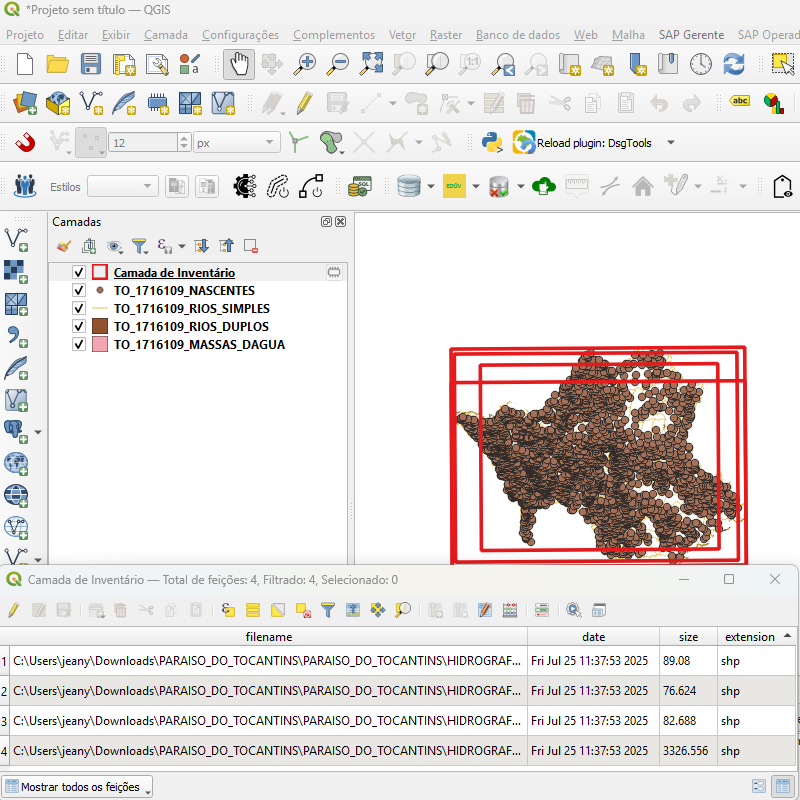 *Projeto sem título — QGIS
Projeto Editar Exibir Camada Configurações Complementos Vetor Raster Banco de dados Web Malha SAP Gerente SAP Operad
1:1
abc
12 px Reload plugin: DsgTools
Estilos SQL EDGV
Camadas
Camada de Inventário
TO_1716109_NASCENTES
TO_1716109_RIOS_SIMPLES
TO_1716109_RIOS_DUPLOS
TO_1716109_MASSAS_DAGUA
Camada de Inventário — Total de feições: 4, Filtrado: 4, Selecionado: 0
filename date size extension
1 C:\Users\jeany\Downloads\PARAISO_DO_TOCANTINS\PARAISO_DO_TOCANTINS\HIDROGRAF... Fri Jul 25 11:37:53 2025 89.08 shp
2 C:\Users\jeany\Downloads\PARAISO_DO_TOCANTINS\PARAISO_DO_TOCANTINS\HIDROGRAF... Fri Jul 25 11:37:53 2025 76.624 shp
3 C:\Users\jeany\Downloads\PARAISO_DO_TOCANTINS\PARAISO_DO_TOCANTINS\HIDROGRAF... Fri Jul 25 11:37:53 2025 82.688 shp
4 C:\Users\jeany\Downloads\PARAISO_DO_TOCANTINS\PARAISO_DO_TOCANTINS\HIDROGRAF... Fri Jul 25 11:37:53 2025 3326.556 shp
Mostrar todos os feições